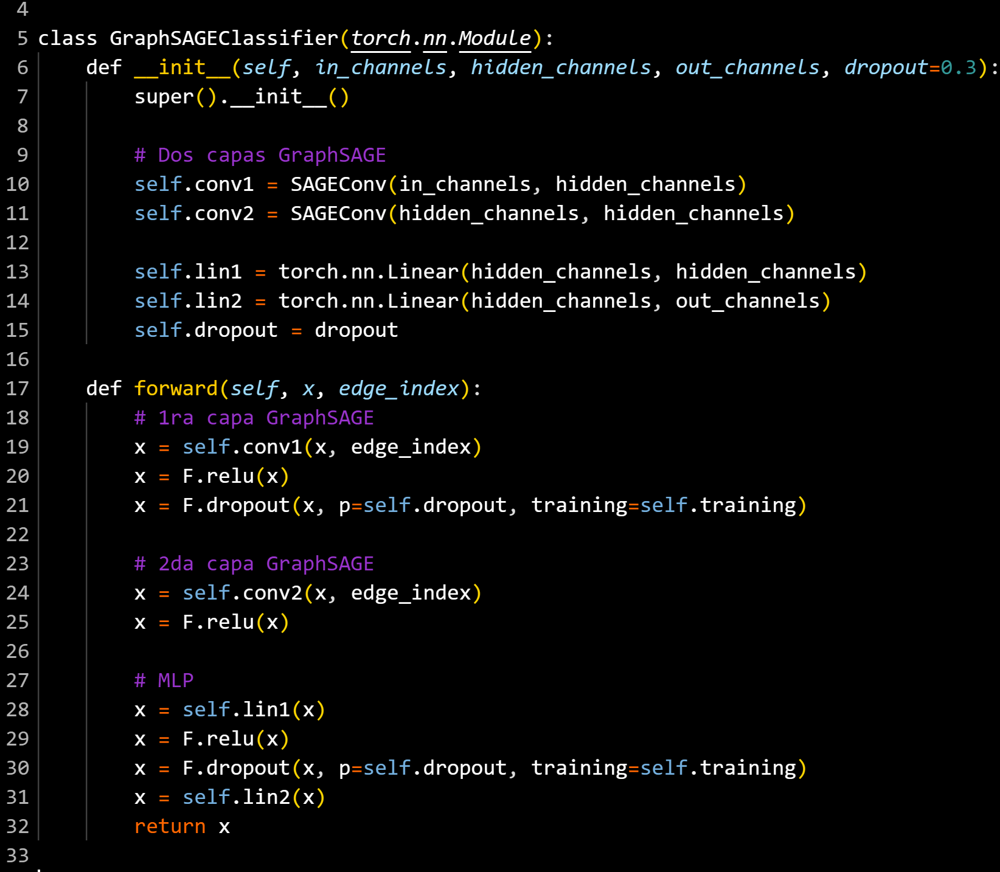 4
5 class GraphSAGEClassifier(torch.nn.Module):
6     def __init__(self, in_channels, hidden_channels, out_channels, dropout=0.3):
7         super().__init__()
8
9         # Dos capas GraphSAGE
10         self.conv1 = SAGEConv(in_channels, hidden_channels)
11         self.conv2 = SAGEConv(hidden_channels, hidden_channels)
12
13         self.lin1 = torch.nn.Linear(hidden_channels, hidden_channels)
14         self.lin2 = torch.nn.Linear(hidden_channels, out_channels)
15         self.dropout = dropout
16
17     def forward(self, x, edge_index):
18         # 1ra capa GraphSAGE
19         x = self.conv1(x, edge_index)
20         x = F.relu(x)
21         x = F.dropout(x, p=self.dropout, training=self.training)
22
23         # 2da capa GraphSAGE
24         x = self.conv2(x, edge_index)
25         x = F.relu(x)
26
27         # MLP
28         x = self.lin1(x)
29         x = F.relu(x)
30         x = F.dropout(x, p=self.dropout, training=self.training)
31         x = self.lin2(x)
32         return x
33